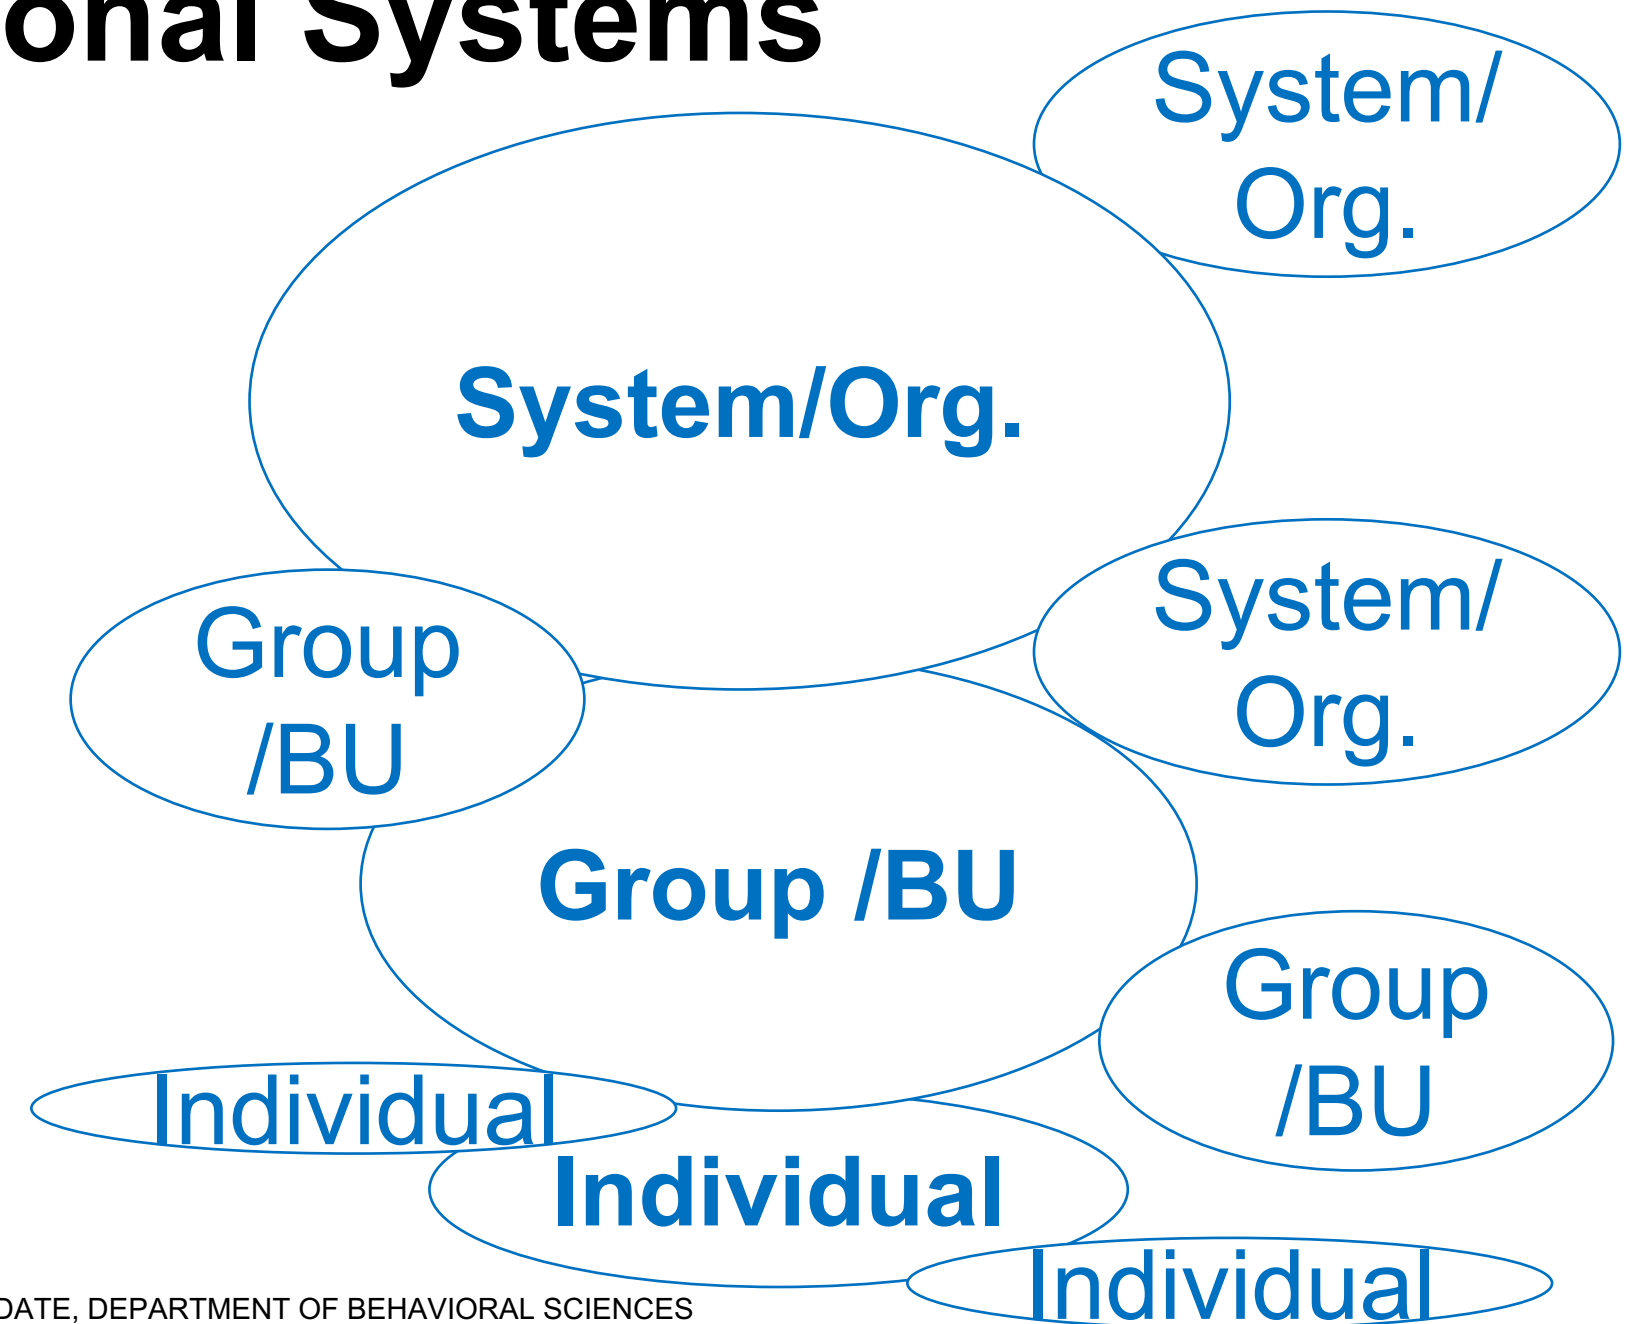 onal Systems
System/
Org.
System/Org.
System/
Org.
Group
/BU
Group /BU
Group
/BU
Individual
Individual
Individual
DATE, DEPARTMENT OF BEHAVIORAL SCIENCES